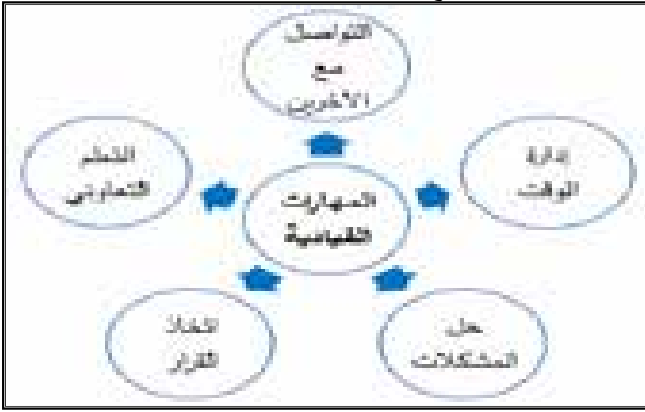 التواصل
مع
الآخرين
إدارة
الوقت
التعلم
التعاوني
المهارات
القيادية
حل
المشكلات
اتخاذ
القرار